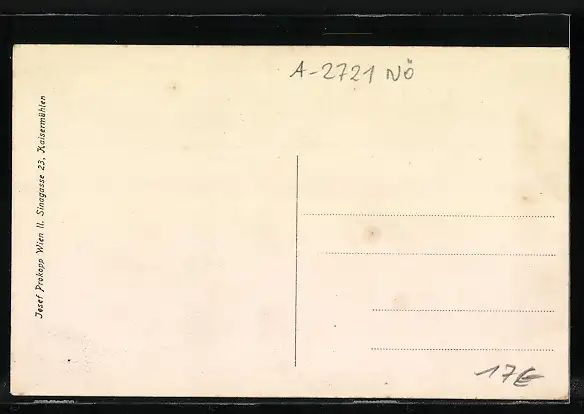 A-2721 NÖ
Josef Prokopp Wien II. Sinagasse 23, Kaisermühlen
17€